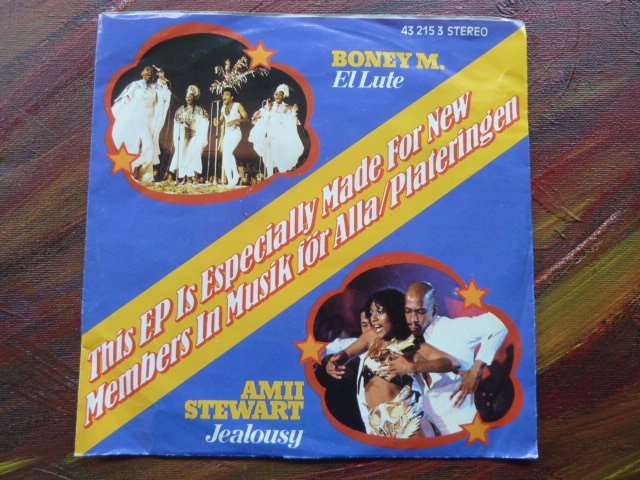 43 215 3 STEREO
BONEY M.
El Lute
This EP Is Especially Made For New
Members In Musik för Alla/Plateringen
AMII
STEWART
Jealousy